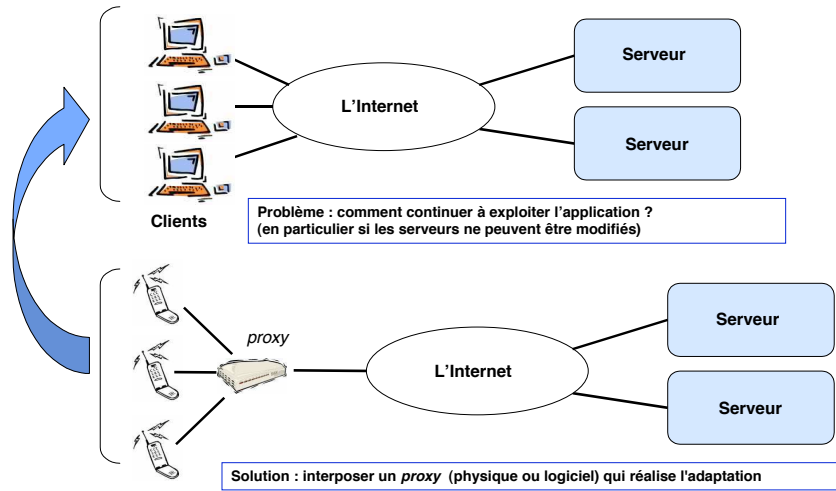 Serveur
L'Internet
Serveur
Clients
Problème : comment continuer à exploiter l'application ?
(en particulier si les serveurs ne peuvent être modifiés)
proxy
Serveur
L'Internet
Serveur
Solution : interposer un proxy (physique ou logiciel) qui réalise l'adaptation